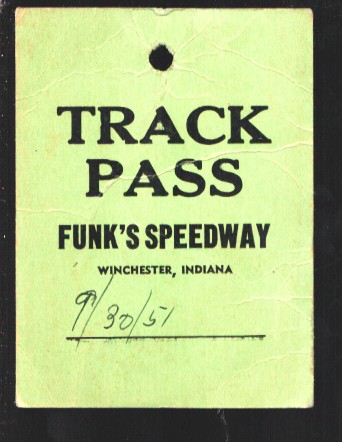 TRACK
PASS
FUNK'S SPEEDWAY
WINCHESTER, INDIANA
9/30/51